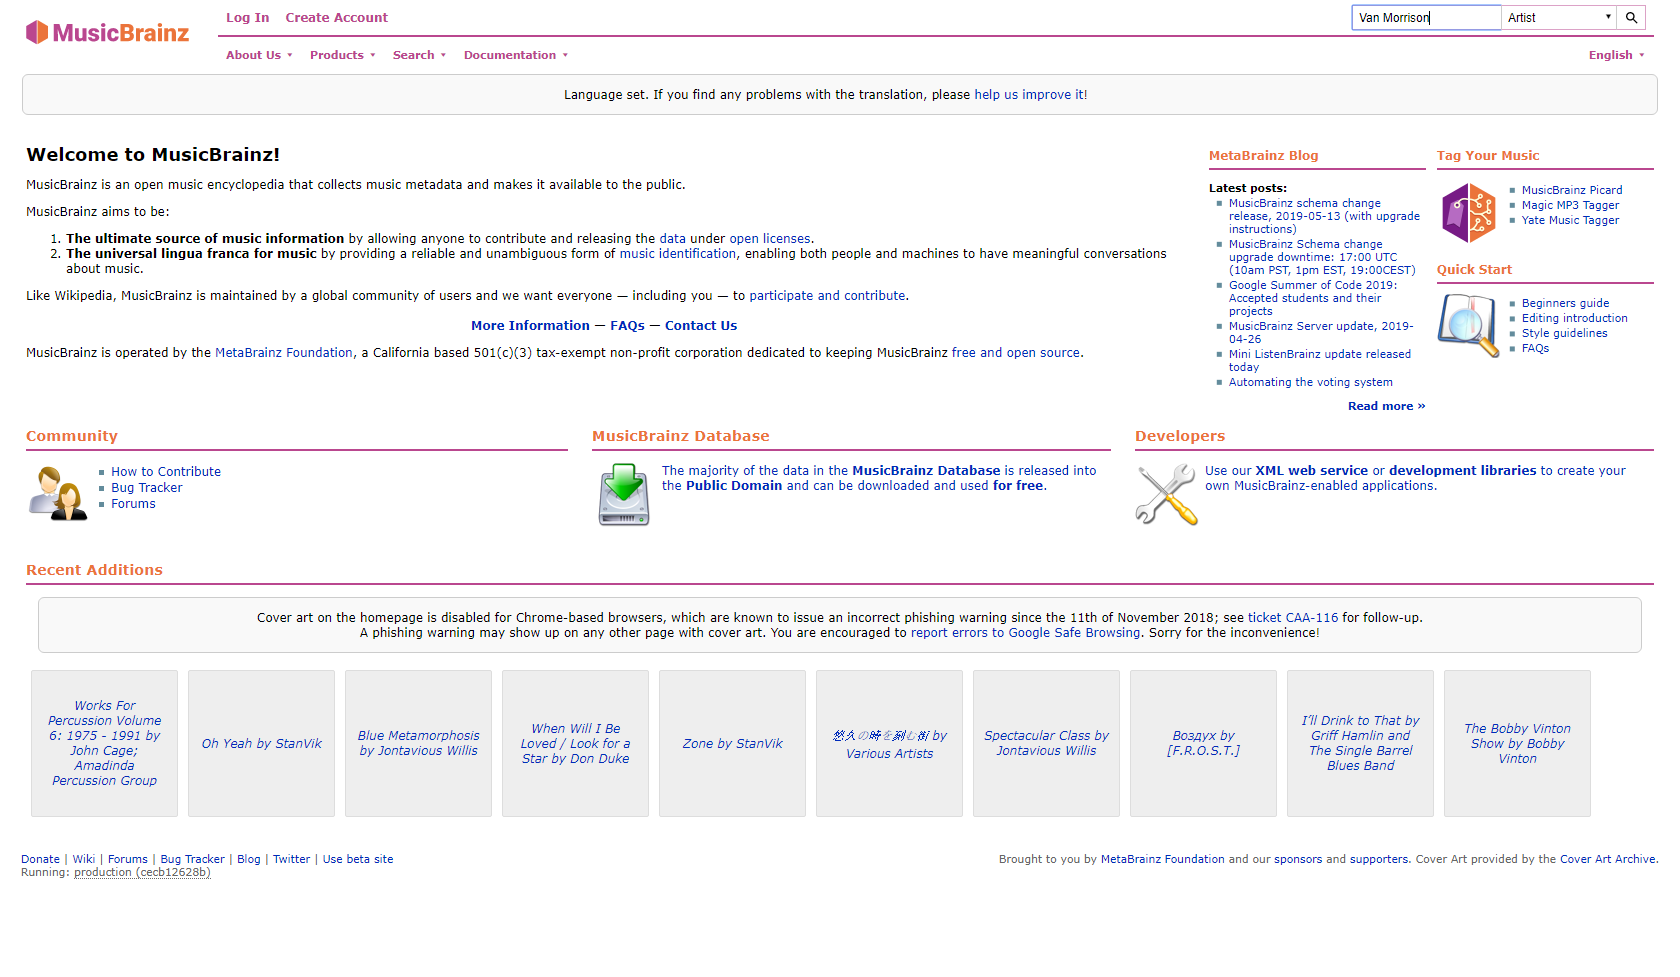 MusicBrainz
Log In Create Account
Van Morrison Artist
About Us Products Search Documentation English
Language set. If you find any problems with the translation, please help us improve it!
Welcome to MusicBrainz!
MusicBrainz is an open music encyclopedia that collects music metadata and makes it available to the public.
MusicBrainz aims to be:
1. The ultimate source of music information by allowing anyone to contribute and releasing the data under open licenses.
2. The universal lingua franca for music by providing a reliable and unambiguous form of music identification, enabling both people and machines to have meaningful conversations
about music.
Like Wikipedia, MusicBrainz is maintained by a global community of users and we want everyone — including you — to participate and contribute.
More Information — FAQs — Contact Us
MusicBrainz is operated by the MetaBrainz Foundation, a California based 501(c)(3) tax-exempt non-profit corporation dedicated to keeping MusicBrainz free and open source.
MetaBrainz Blog
Latest posts:
MusicBrainz schema change
release, 2019-05-13 (with upgrade
instructions)
MusicBrainz Schema change
upgrade downtime: 17:00 UTC
(10am PST, 1pm EST, 19:00CEST)
Google Summer of Code 2019:
Accepted students and their
projects
MusicBrainz Server update, 2019-
04-26
Mini ListenBrainz update released
today
Automating the voting system
Read more »
Tag Your Music
MusicBrainz Picard
Magic MP3 Tagger
Yate Music Tagger
Quick Start
Beginners guide
Editing introduction
Style guidelines
FAQs
Community
How to Contribute
Bug Tracker
Forums
MusicBrainz Database
The majority of the data in the MusicBrainz Database is released into
the Public Domain and can be downloaded and used for free.
Developers
Use our XML web service or development libraries to create your
own MusicBrainz-enabled applications.
Recent Additions
Cover art on the homepage is disabled for Chrome-based browsers, which are known to issue an incorrect phishing warning since the 11th of November 2018; see ticket CAA-116 for follow-up.
A phishing warning may show up on any other page with cover art. You are encouraged to report errors to Google Safe Browsing. Sorry for the inconvenience!
Works For
Percussion Volume
6: 1975 - 1991 by
John Cage;
Amadinda
Percussion Group
Oh Yeah by StanVik
Blue Metamorphosis
by Jontavious Willis
When Will I Be
Loved / Look for a
Star by Don Duke
Zone by StanVik
悠久の時を刻む街 by
Various Artists
Spectacular Class by
Jontavious Willis
Воздух by
[F.R.O.S.T.]
I’ll Drink to That by
Griff Hamlin and
The Single Barrel
Blues Band
The Bobby Vinton
Show by Bobby
Vinton
Donate | Wiki | Forums | Bug Tracker | Blog | Twitter | Use beta site
Running: production (cecb12628b)
Brought to you by MetaBrainz Foundation and our sponsors and supporters. Cover Art provided by the Cover Art Archive.